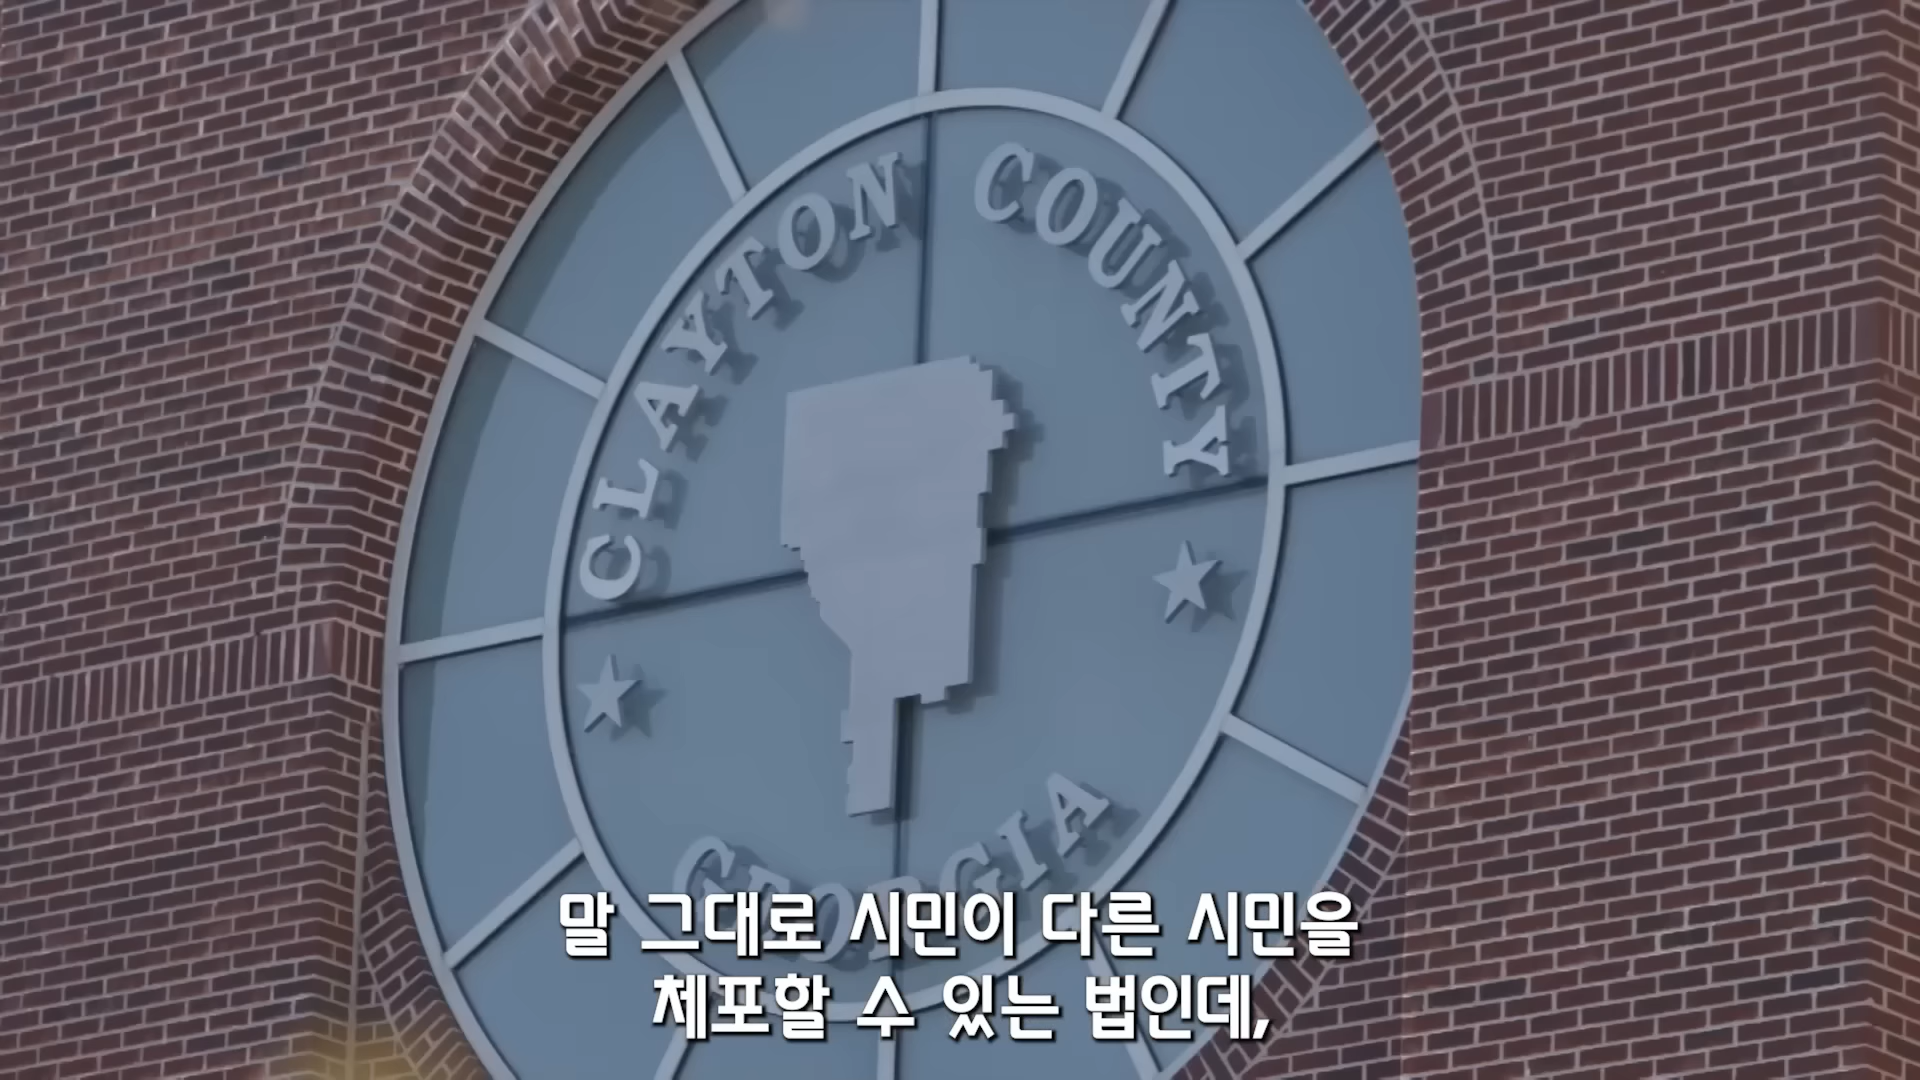 CLAYTON COUNTY
GEORGIA
말 그대로 시민이 다른 시민을
체포할 수 있는 법인데,